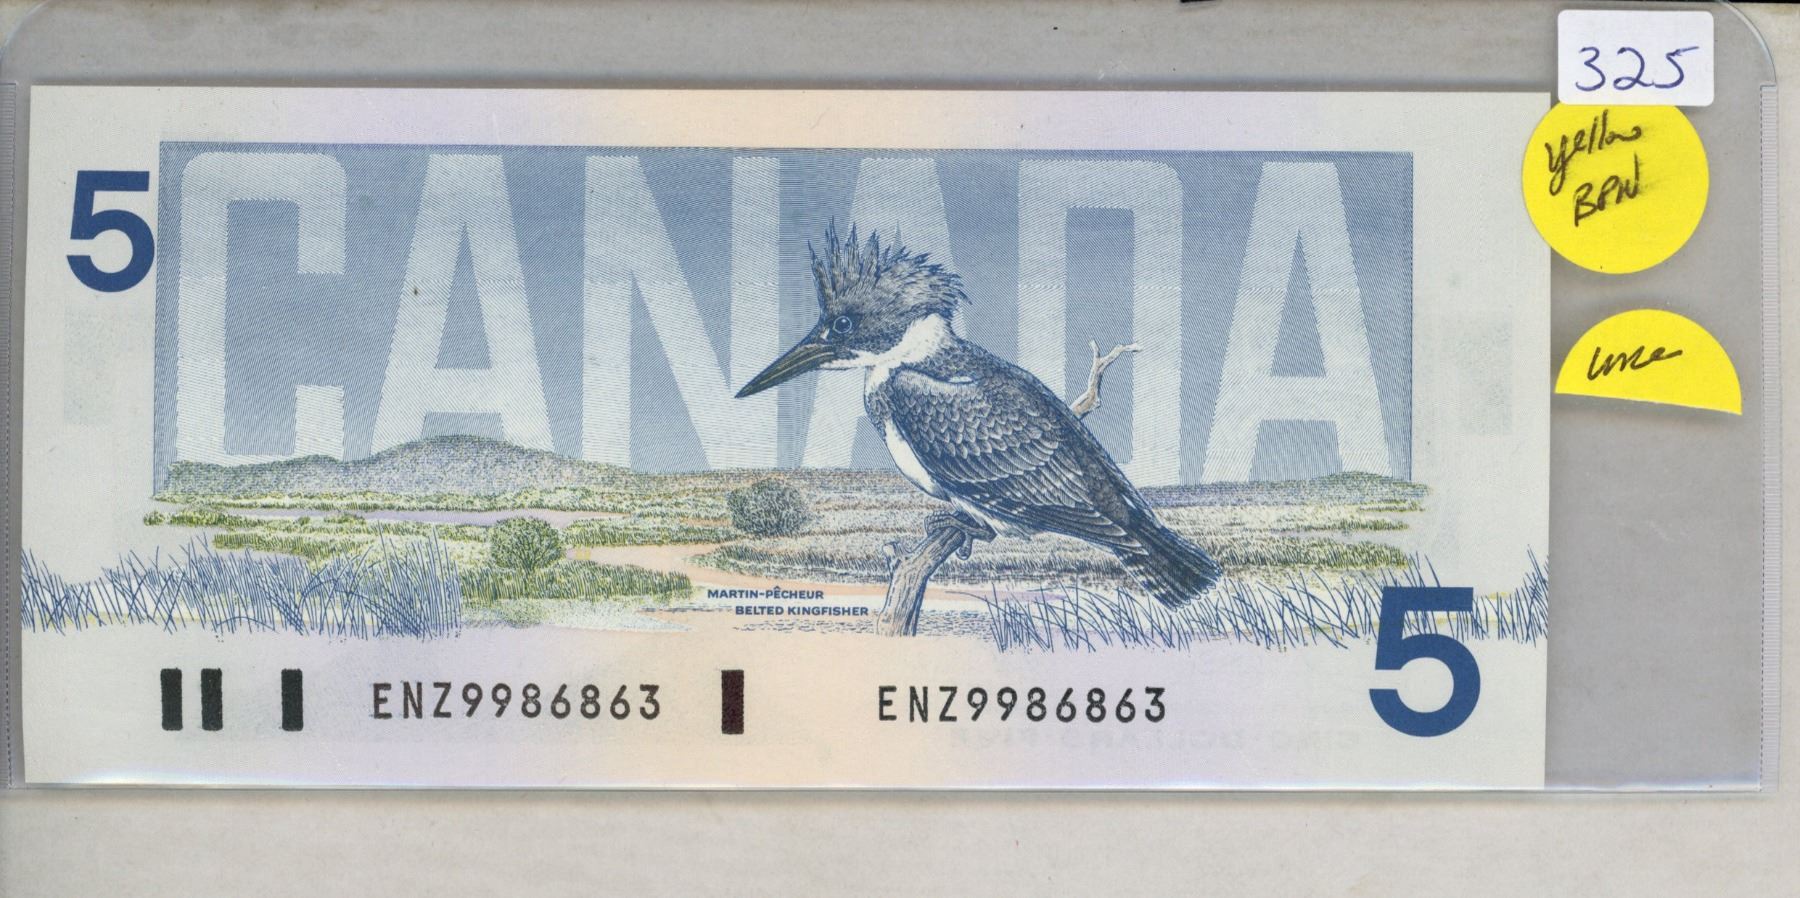 325
yellow
BPN
unc
5
CANADA
MARTIN-PÊCHEUR
BELTED KINGFISHER
5
ENZ9986863
ENZ9986863